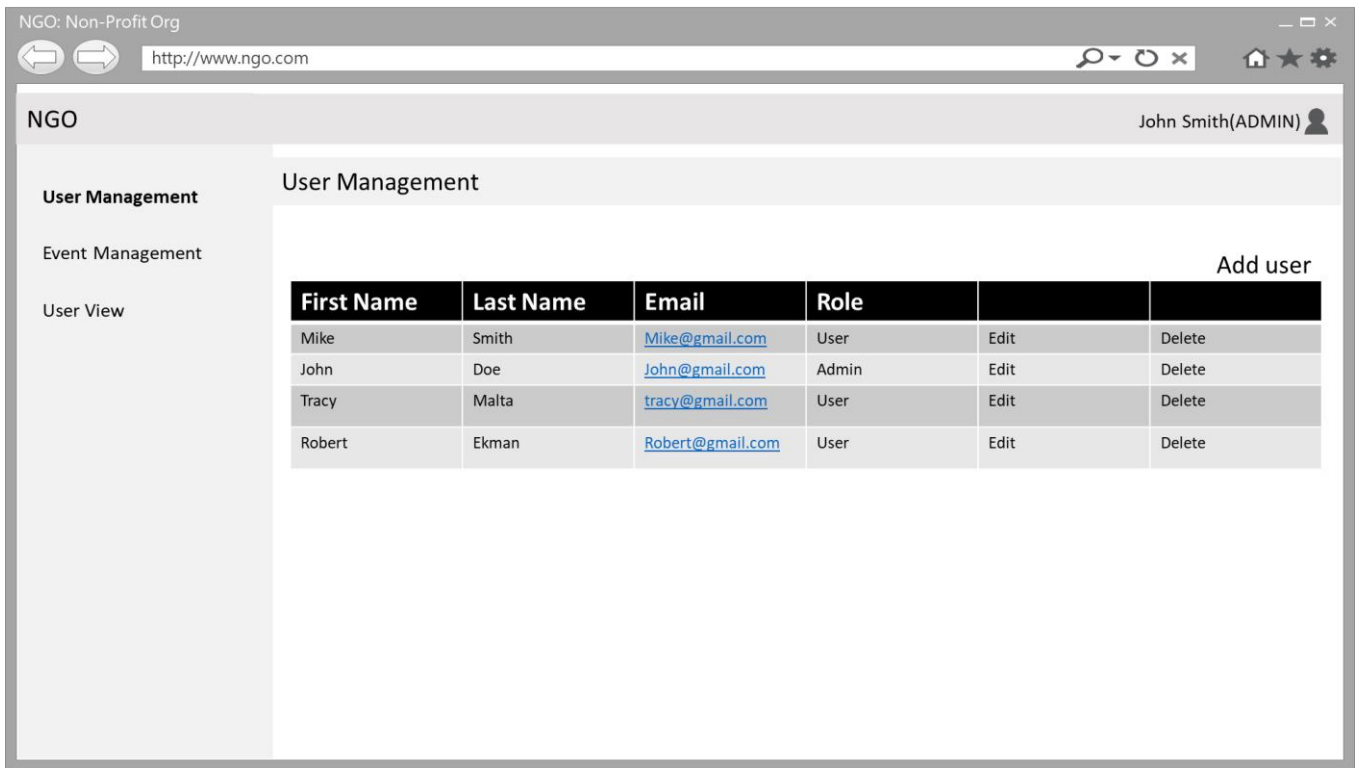 NGO: Non-Profit Org
http://www.ngo.com
NGO
John Smith(ADMIN)
User Management
Event Management
User View
User Management
Add user
First Name Last Name Email Role
Mike Smith Mike@gmail.com User Edit Delete
John Doe John@gmail.com Admin Edit Delete
Tracy Malta tracy@gmail.com User Edit Delete
Robert Ekman Robert@gmail.com User Edit Delete